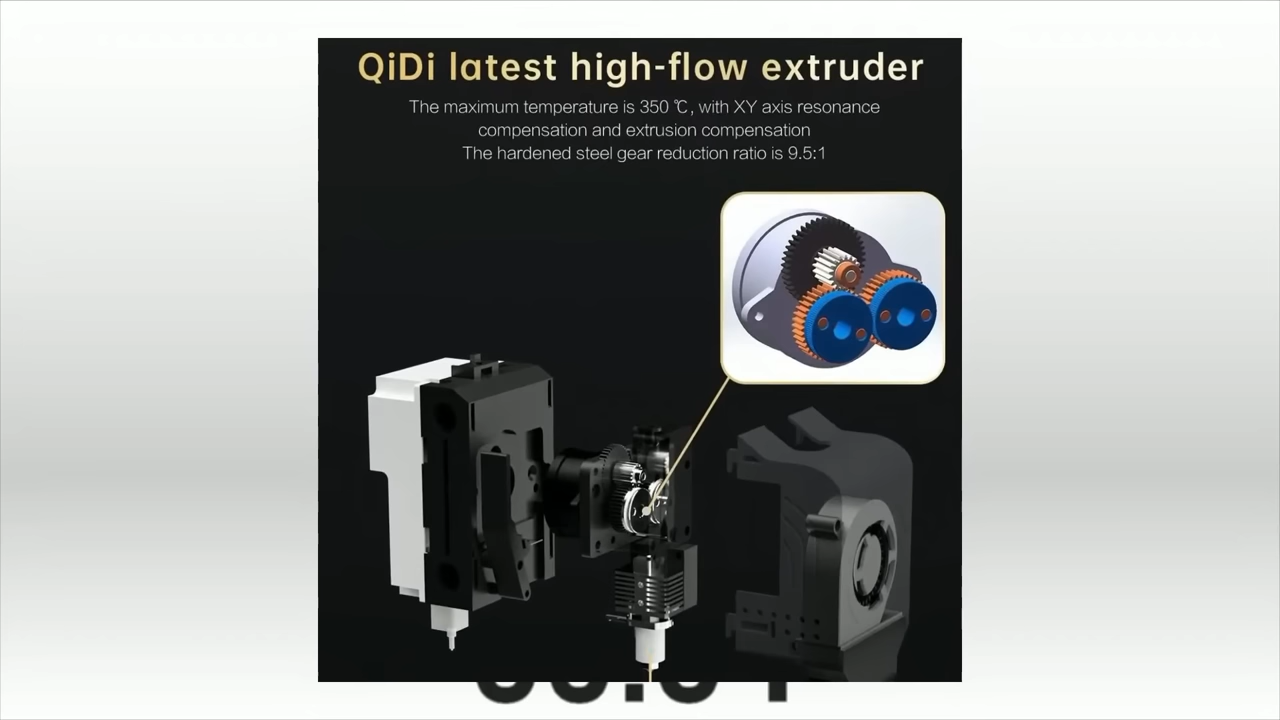 QiDi latest high-flow extruder
The maximum temperature is 350 ℃, with XY axis resonance
compensation and extrusion compensation
The hardened steel gear reduction ratio is 9.5:1